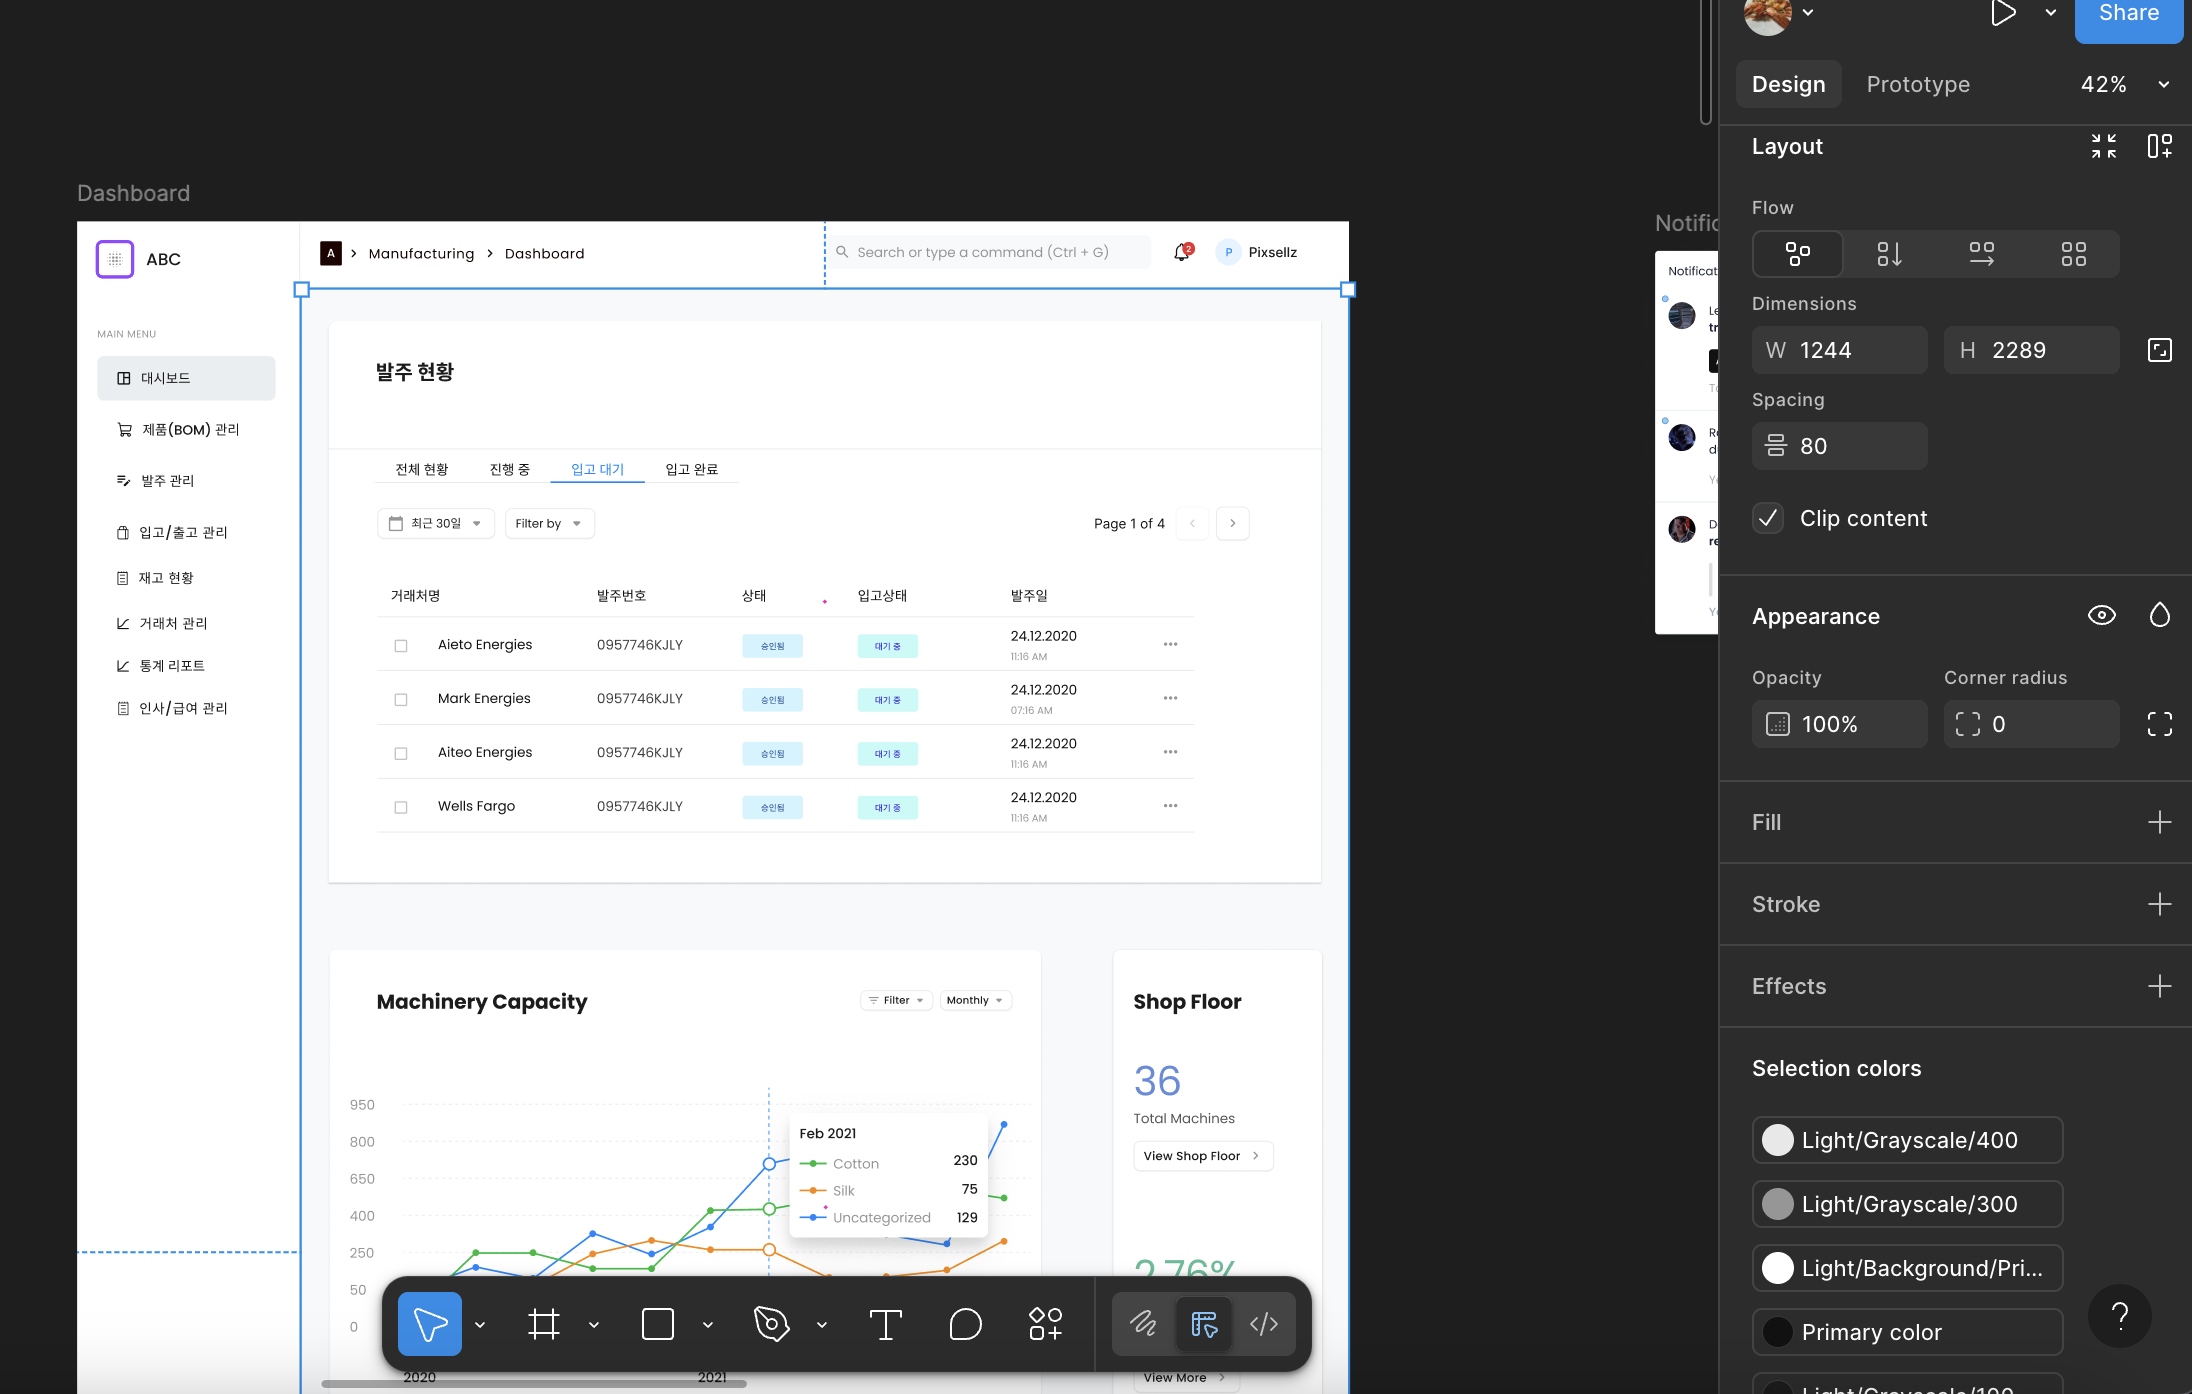 Share
Design
Prototype
42%
Layout
Flow
Dimensions
W 1244
H 2289
Spacing
80
Clip content
Appearance
Opacity
Corner radius
100%
0
Fill
Stroke
Effects
Selection colors
Light/Grayscale/400
Light/Grayscale/300
Light/Background/Pri...
Primary color
?
Dashboard
ABC
A > Manufacturing > Dashboard
Search or type a command (Ctrl + G)
2
P
Pixsellz
MAIN MENU
대시보드
제품(BOM) 관리
발주 관리
입고/출고 관리
재고 현황
거래처 관리
통계 리포트
인사/급여 관리
발주 현황
전체 현황
진행 중
입고 대기
입고 완료
최근 30일
Filter by
Page 1 of 4
거래처명 발주번호 상태 입고상태 발주일
Aieto Energies 0957746KJLY 승인됨 대기 중 24.12.2020
11:16 AM
Mark Energies 0957746KJLY 승인됨 대기 중 24.12.2020
07:16 AM
Aiteo Energies 0957746KJLY 승인됨 대기 중 24.12.2020
11:16 AM
Wells Fargo 0957746KJLY 승인됨 대기 중 24.12.2020
11:16 AM
Machinery Capacity
Filter
Monthly
950
800
650
400
250
50
0
2020
2021
Feb 2021
Cotton 230
Silk 75
Uncategorized 129
Shop Floor
36
Total Machines
View Shop Floor
2.76%
View More